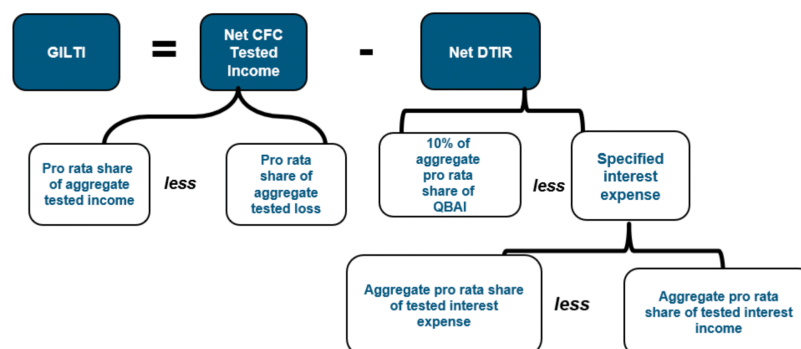 GILTI
=
Net CFC
Tested
Income
-
Net DTIR
Pro rata share
of aggregate
tested income
less
Pro rata
share of
aggregate
tested loss
10% of
aggregate
pro rata
share of
QBAI
less
Specified
interest
expense
Aggregate pro rata share
of tested interest
expense
less
Aggregate pro rata
share of tested interest
income